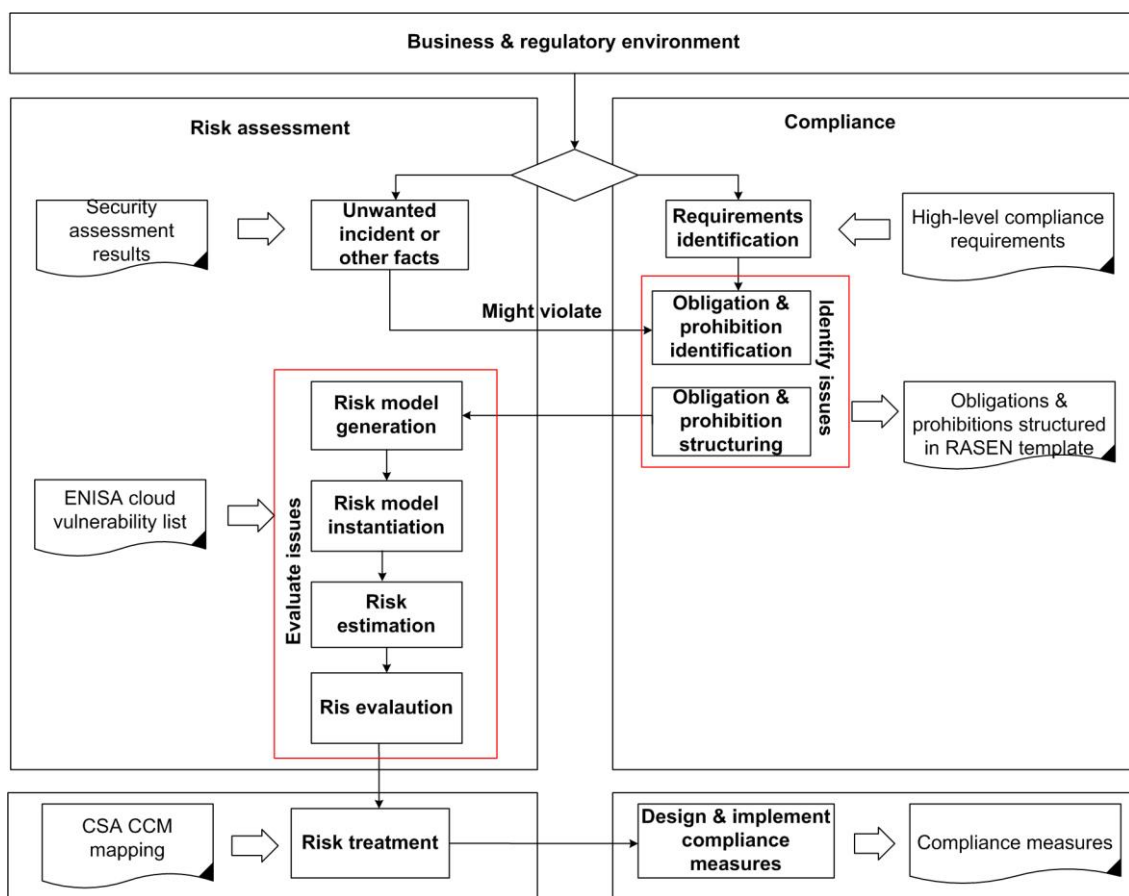 Business & regulatory environment
Risk assessment
Compliance
Security
assessment
results
Unwanted
incident or
other facts
Requirements
identification
High-level compliance
requirements
Might violate
Obligation &
prohibition
identification
Identify issues
Obligation &
prohibition
structuring
Obligations &
prohibitions structured
in RASEN template
Risk model
generation
ENISA cloud
vulnerability list
Evaluate issues
Risk model
instantiation
Risk
estimation
Ris evalaution
CSA CCM
mapping
Risk treatment
Design & implement
compliance
measures
Compliance measures